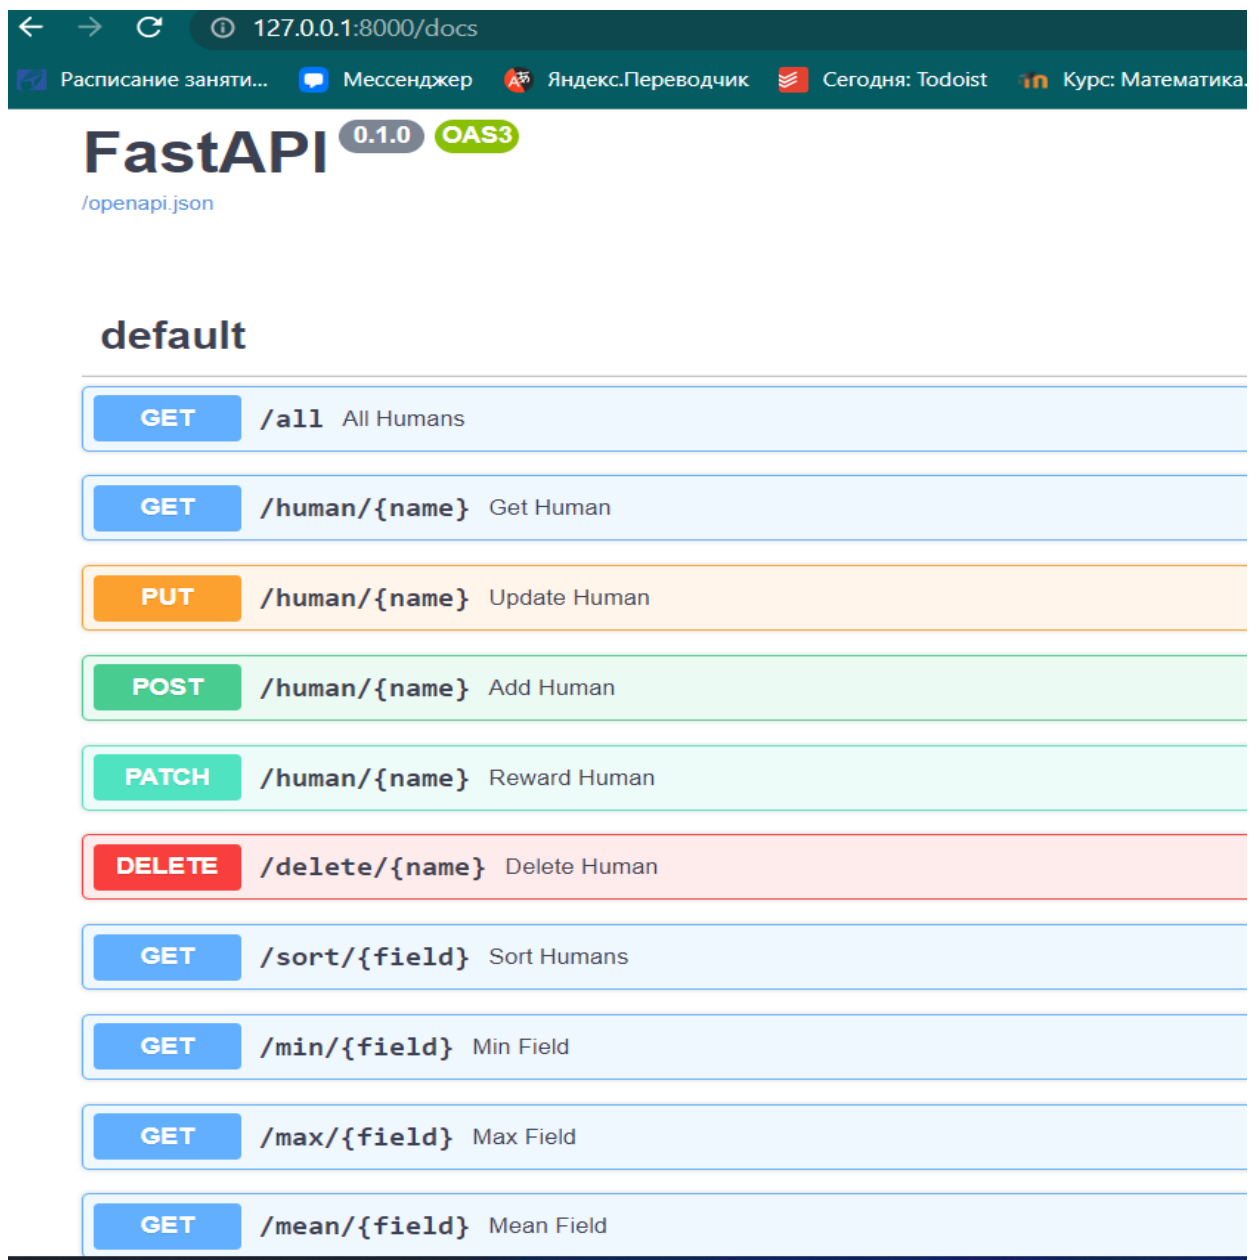 127.0.0.1:8000/docs
Расписание заняти... Мессенджер Яндекс.Переводчик Сегодня: Todoist Курс: Математика.
FastAPI 0.1.0 OAS3
/openapi.json
default
GET /all All Humans
GET /human/{name} Get Human
PUT /human/{name} Update Human
POST /human/{name} Add Human
PATCH /human/{name} Reward Human
DELETE /delete/{name} Delete Human
GET /sort/{field} Sort Humans
GET /min/{field} Min Field
GET /max/{field} Max Field
GET /mean/{field} Mean Field